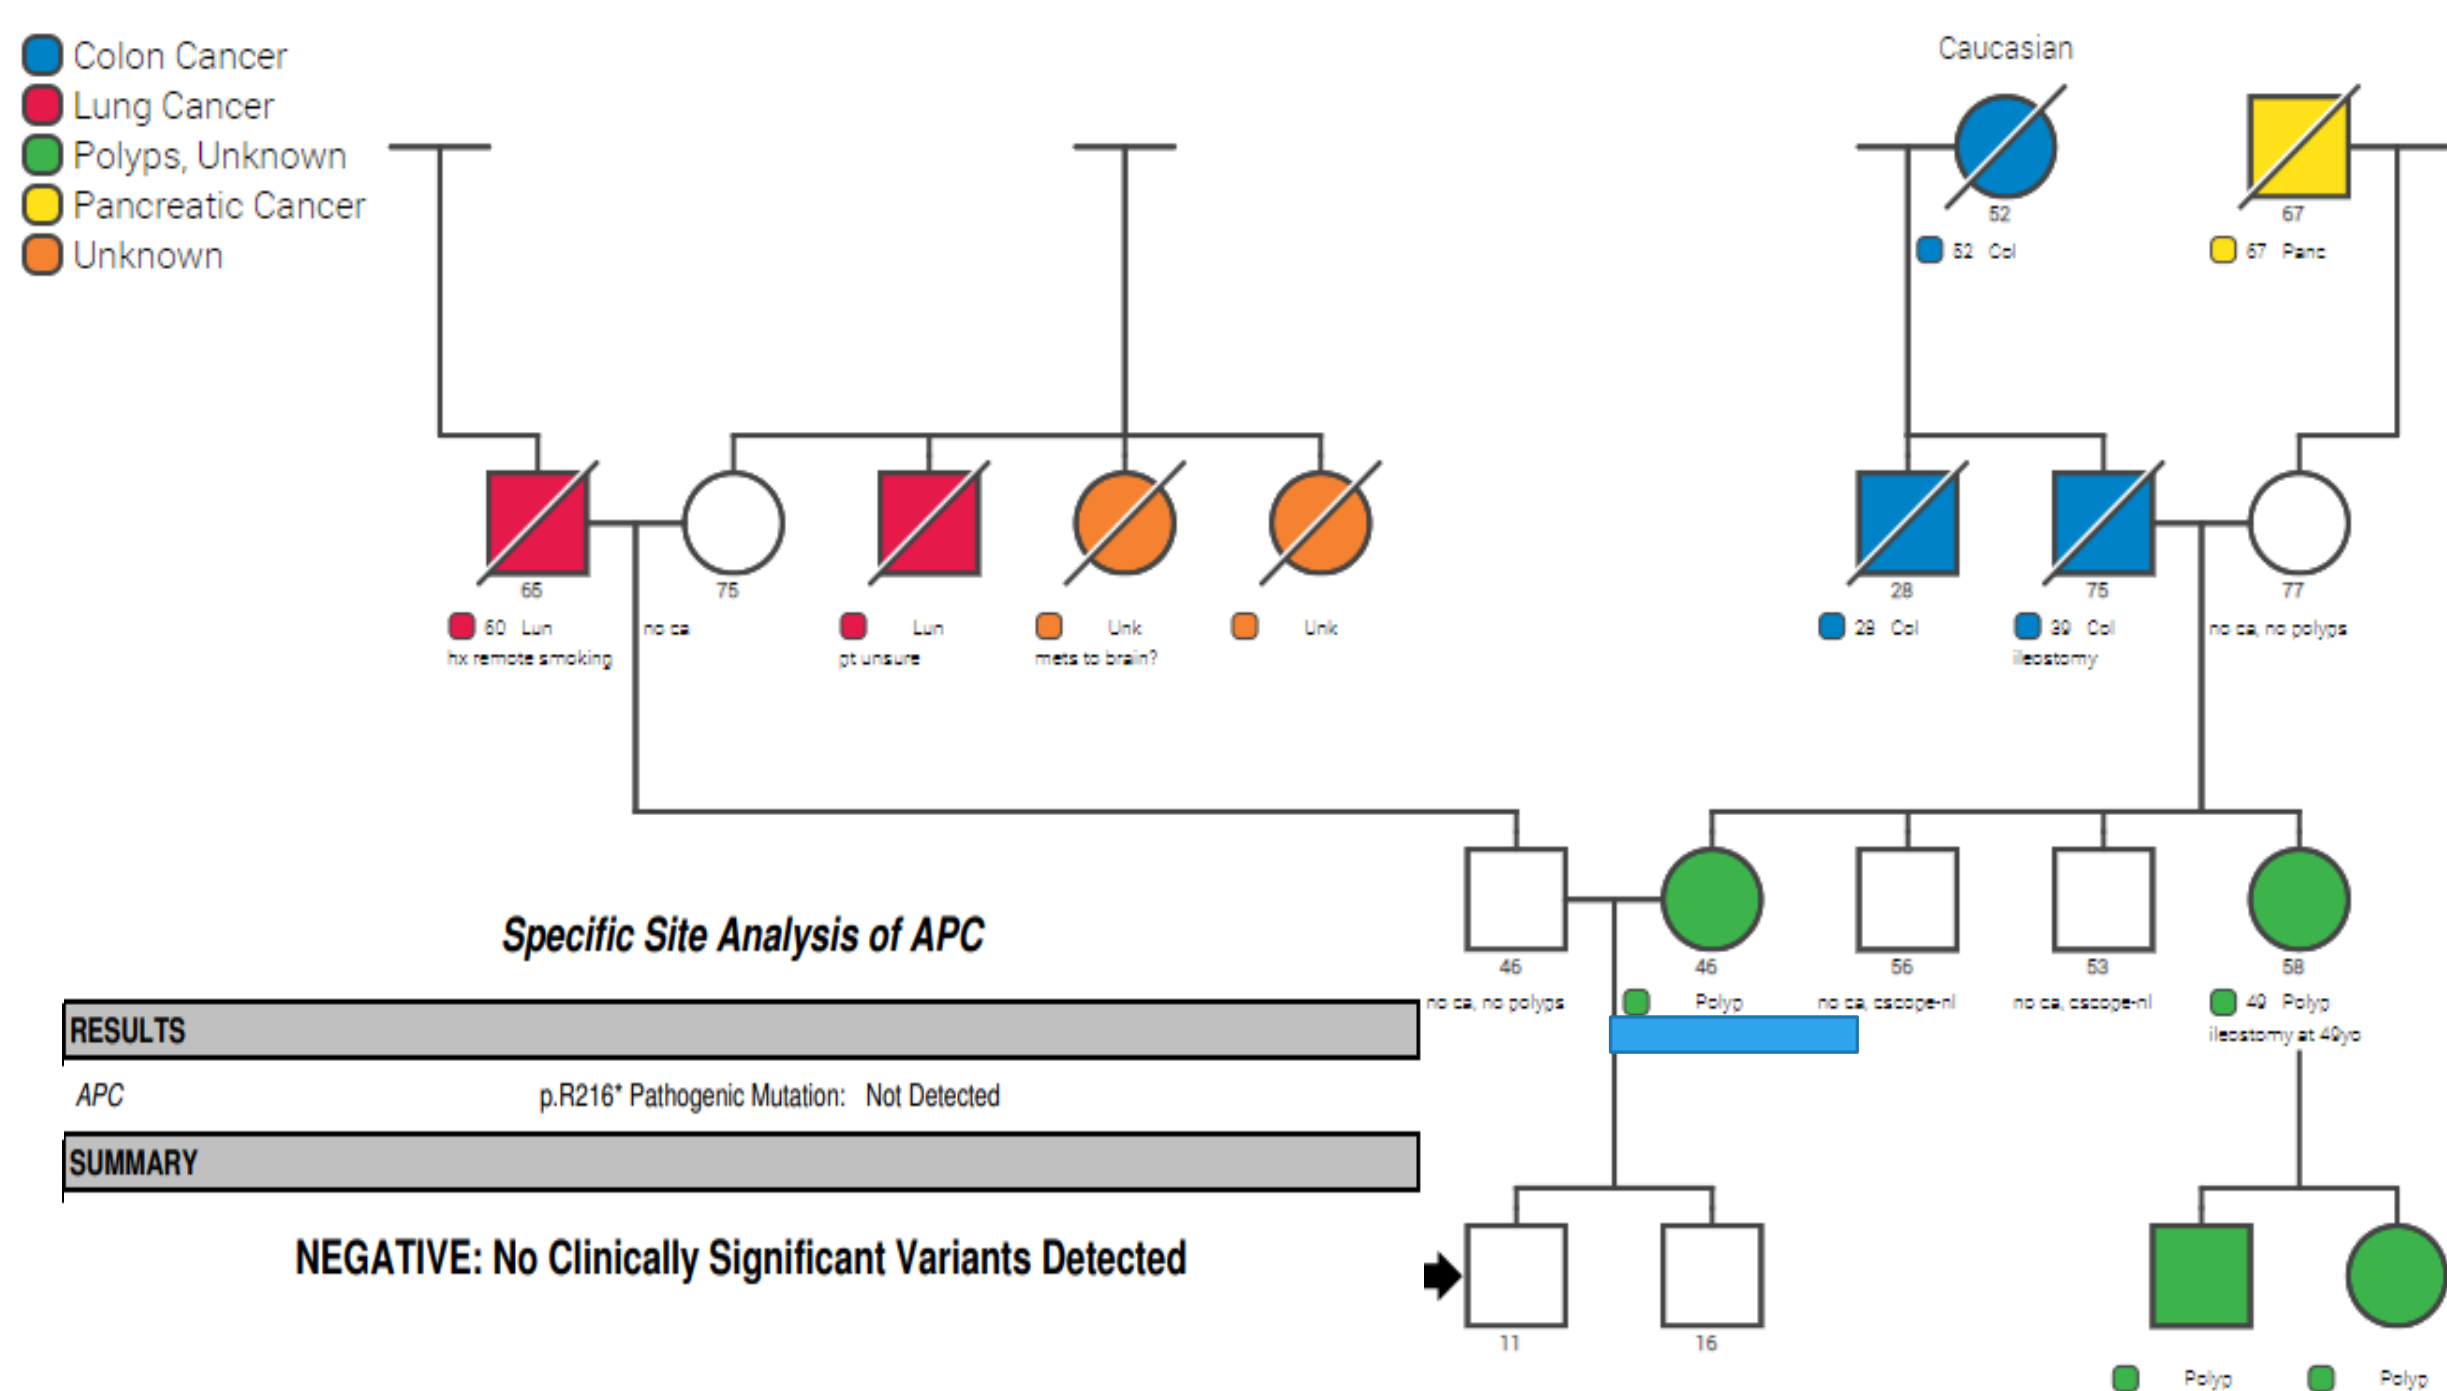 Colon Cancer
Lung Cancer
Polyps, Unknown
Pancreatic Cancer
Unknown
Caucasian
52
52 Col
67
67 Panc
65
60 Lun
hx remote smoking
75
no ca
Lun
pt unsure
Unk
mets to brain?
Unk
28
28 Col
75
39 Col
ileostomy
77
no ca, no polyps
46
no ca, no polyps
46
Polyp
56
no ca, cscope-nl
53
no ca, cscope-nl
58
49 Polyp
ileostomy at 49yo
Specific Site Analysis of APC
RESULTS
APC p.R216* Pathogenic Mutation: Not Detected
SUMMARY
NEGATIVE: No Clinically Significant Variants Detected
11
16
Polyp
Polyp